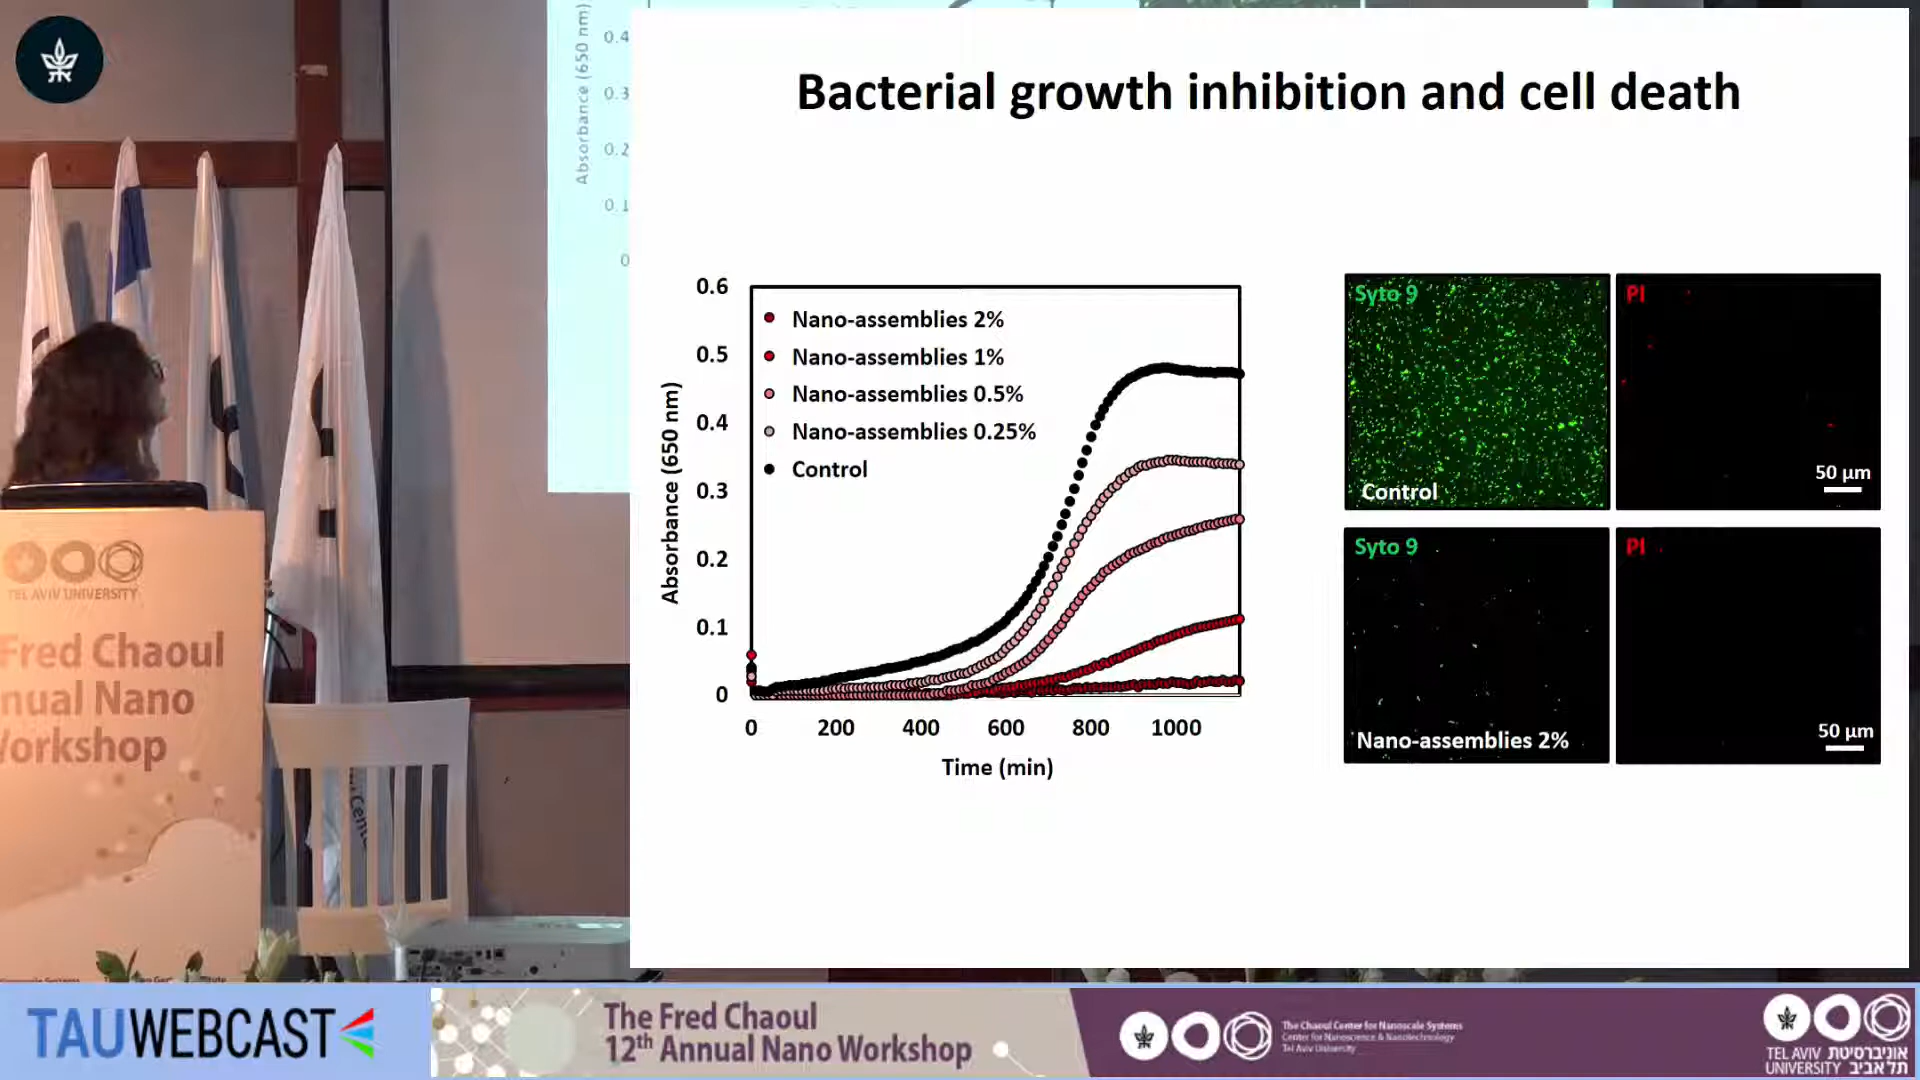 Bacterial growth inhibition and cell death
Absorbance (650 nm)
0.4
0.3
0.2
0.1
0
0.6
0.5
0.4
0.3
0.2
0.1
0
Absorbance (650 nm)
Nano-assemblies 2%
Nano-assemblies 1%
Nano-assemblies 0.5%
Nano-assemblies 0.25%
Control
0 200 400 600 800 1000
Time (min)
Syto 9
Control
PI
50 µm
Syto 9
Nano-assemblies 2%
PI
50 µm
TEL AVIV UNIVERSITY
Fred Chaoul
nual Nano
Workshop
Cente
TAUWEBCAST
The Fred Chaoul
12th Annual Nano Workshop
The Chaoul Center for Nanoscale Systems
Center for Nanoscience & Nanotechnology
Tel Aviv University
TEL AVIV אוניברסיטת
UNIVERSITY תל אביב